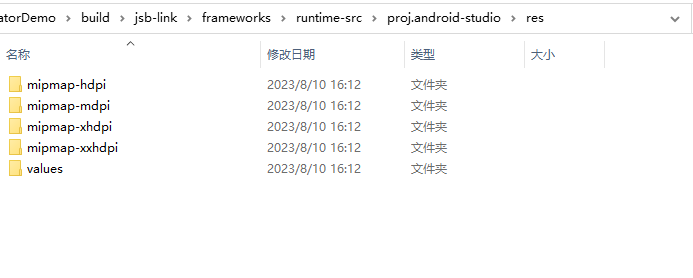 atorDemo > build > jsb-link > frameworks > runtime-src > proj.android-studio > res
名称 修改日期 类型 大小
mipmap-hdpi 2023/8/10 16:12 文件夹
mipmap-mdpi 2023/8/10 16:12 文件夹
mipmap-xhdpi 2023/8/10 16:12 文件夹
mipmap-xxhdpi 2023/8/10 16:12 文件夹
values 2023/8/10 16:12 文件夹